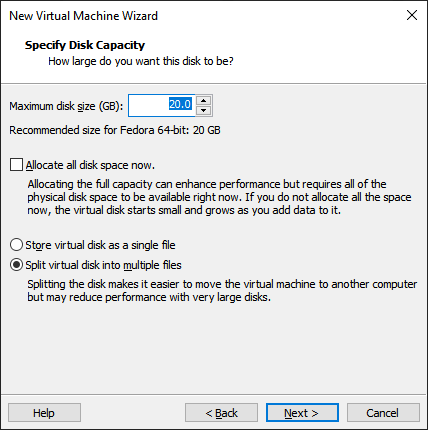 New Virtual Machine Wizard
Specify Disk Capacity
How large do you want this disk to be?
Maximum disk size (GB): 20.0
Recommended size for Fedora 64-bit: 20 GB
Allocate all disk space now.
Allocating the full capacity can enhance performance but requires all of the
physical disk space to be available right now. If you do not allocate all the space
now, the virtual disk starts small and grows as you add data to it.
Store virtual disk as a single file
Split virtual disk into multiple files
Splitting the disk makes it easier to move the virtual machine to another computer
but may reduce performance with very large disks.
Help < Back Next > Cancel